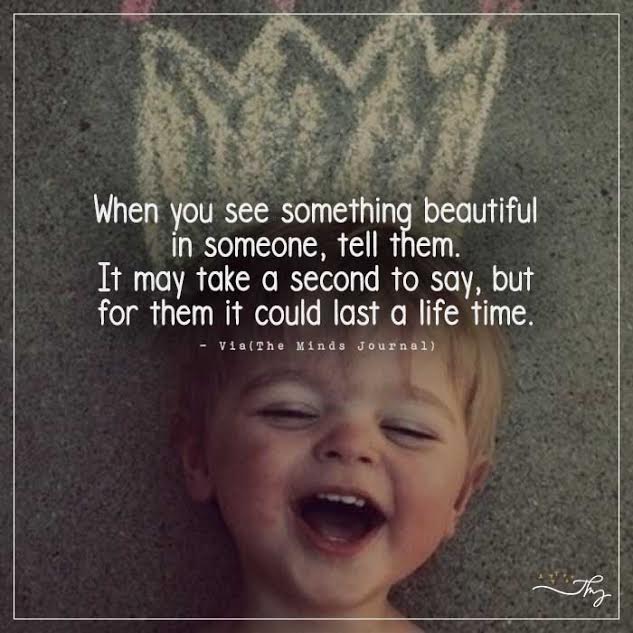 When you see something beautiful
in someone, tell them.
It may take a second to say, but
for them it could last a life time.
- Via(The Minds Journal)